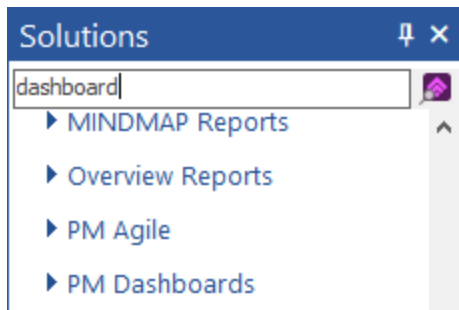 Solutions
dashboard
MINDMAP Reports
Overview Reports
PM Agile
PM Dashboards